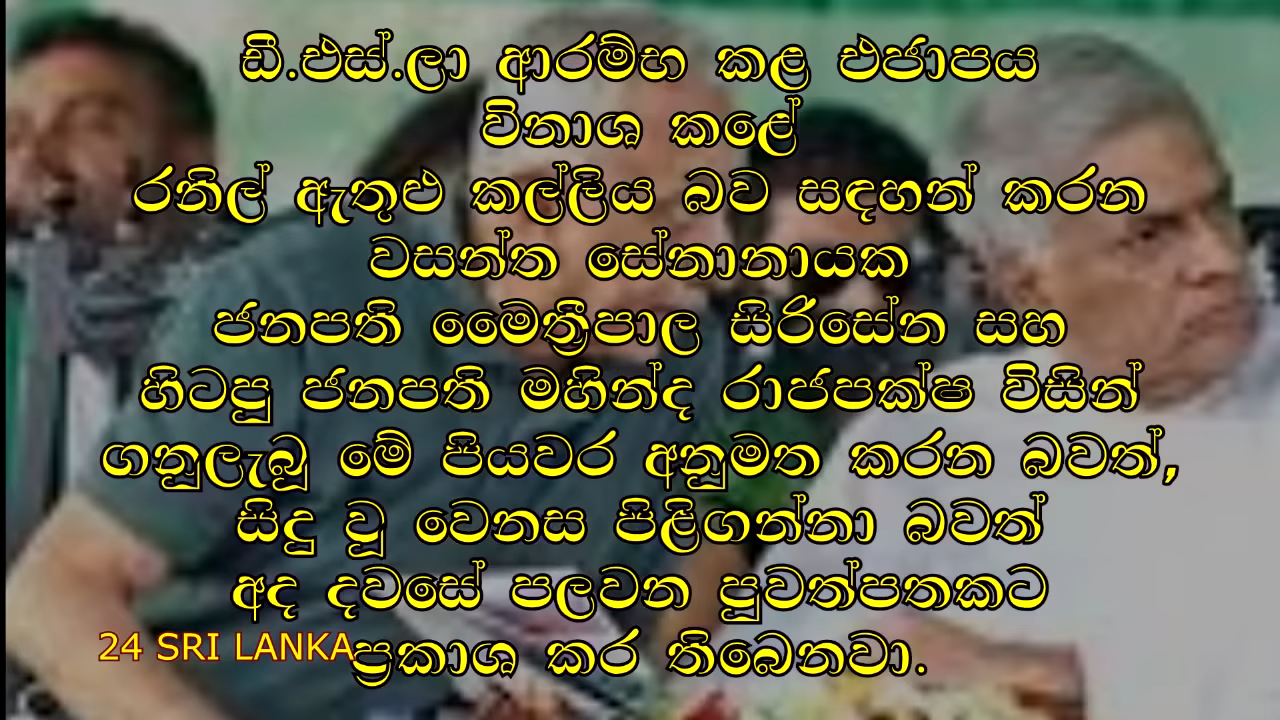 ඩී.එස්.ලා ආරම්භ කළ එජාපය
විනාශ කළේ
රනිල් ඇතුළු කල්ලිය බව සඳහන් කරන
වසන්ත සේනානායක
ජනපති මෛත්‍රීපාල සිරිසේන සහ
හිටපු ජනපති මහින්ද රාජපක්ෂ විසින්
ගනුලැබූ මේ පියවර අනුමත කරන බවත්,
සිදු වූ වෙනස පිළිගන්නා බවත්
අද දවසේ පලවන පුවත්පතකට
ප්‍රකාශ කර තිබෙනවා.
24 SRI LANKA